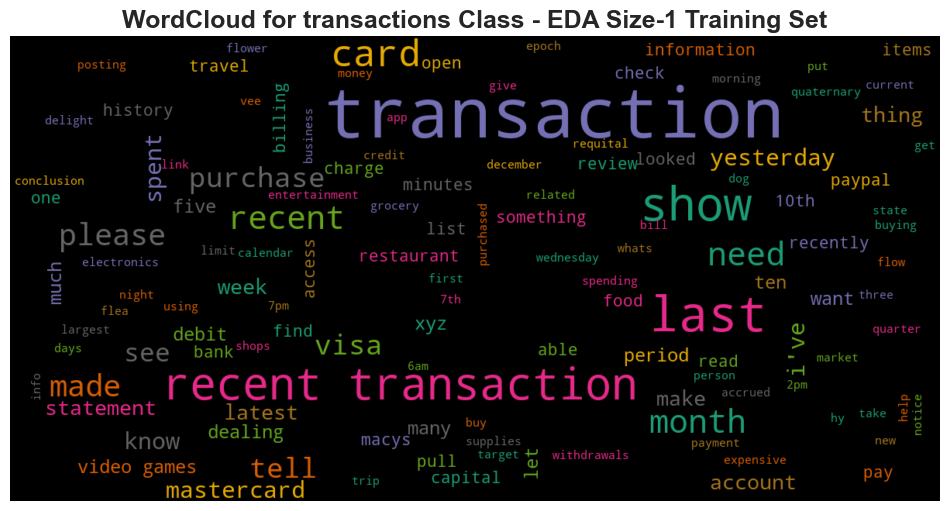 WordCloud for transactions Class - EDA Size-1 Training Set
flower
epoch
card
information
items
posting
travel
money
open
check
morning
put
give
current
transaction
quaternary
vee
history
billing
app
thing
delight
business
requital
get
spent
link
charge
credit
december
review
looked
yesterday
conclusion
purchase
minutes
dog
paypal
one
entertainment
related
10th
five
grocery
something
show
state
recent
list
bill
buying
please
purchased
recently
limit
calendar
access
restaurant
wednesday
whats
need
much
electronics
first
spending
flow
night
week
7th
food
ten
want
three
flea
using
7pm
xyz
last
largest
debit
find
i've
quarter
days
see
bank
shops
visa
able
period
read
market
info
made
6am
person
2pm
recent transaction
accrued
statement
latest
make
help
notice
know
dealing
many
buy
month
hy
take
macys
supplies
payment
new
video games
tell
pull
target
let
withdrawals
expensive
pay
mastercard
trip
capital
account